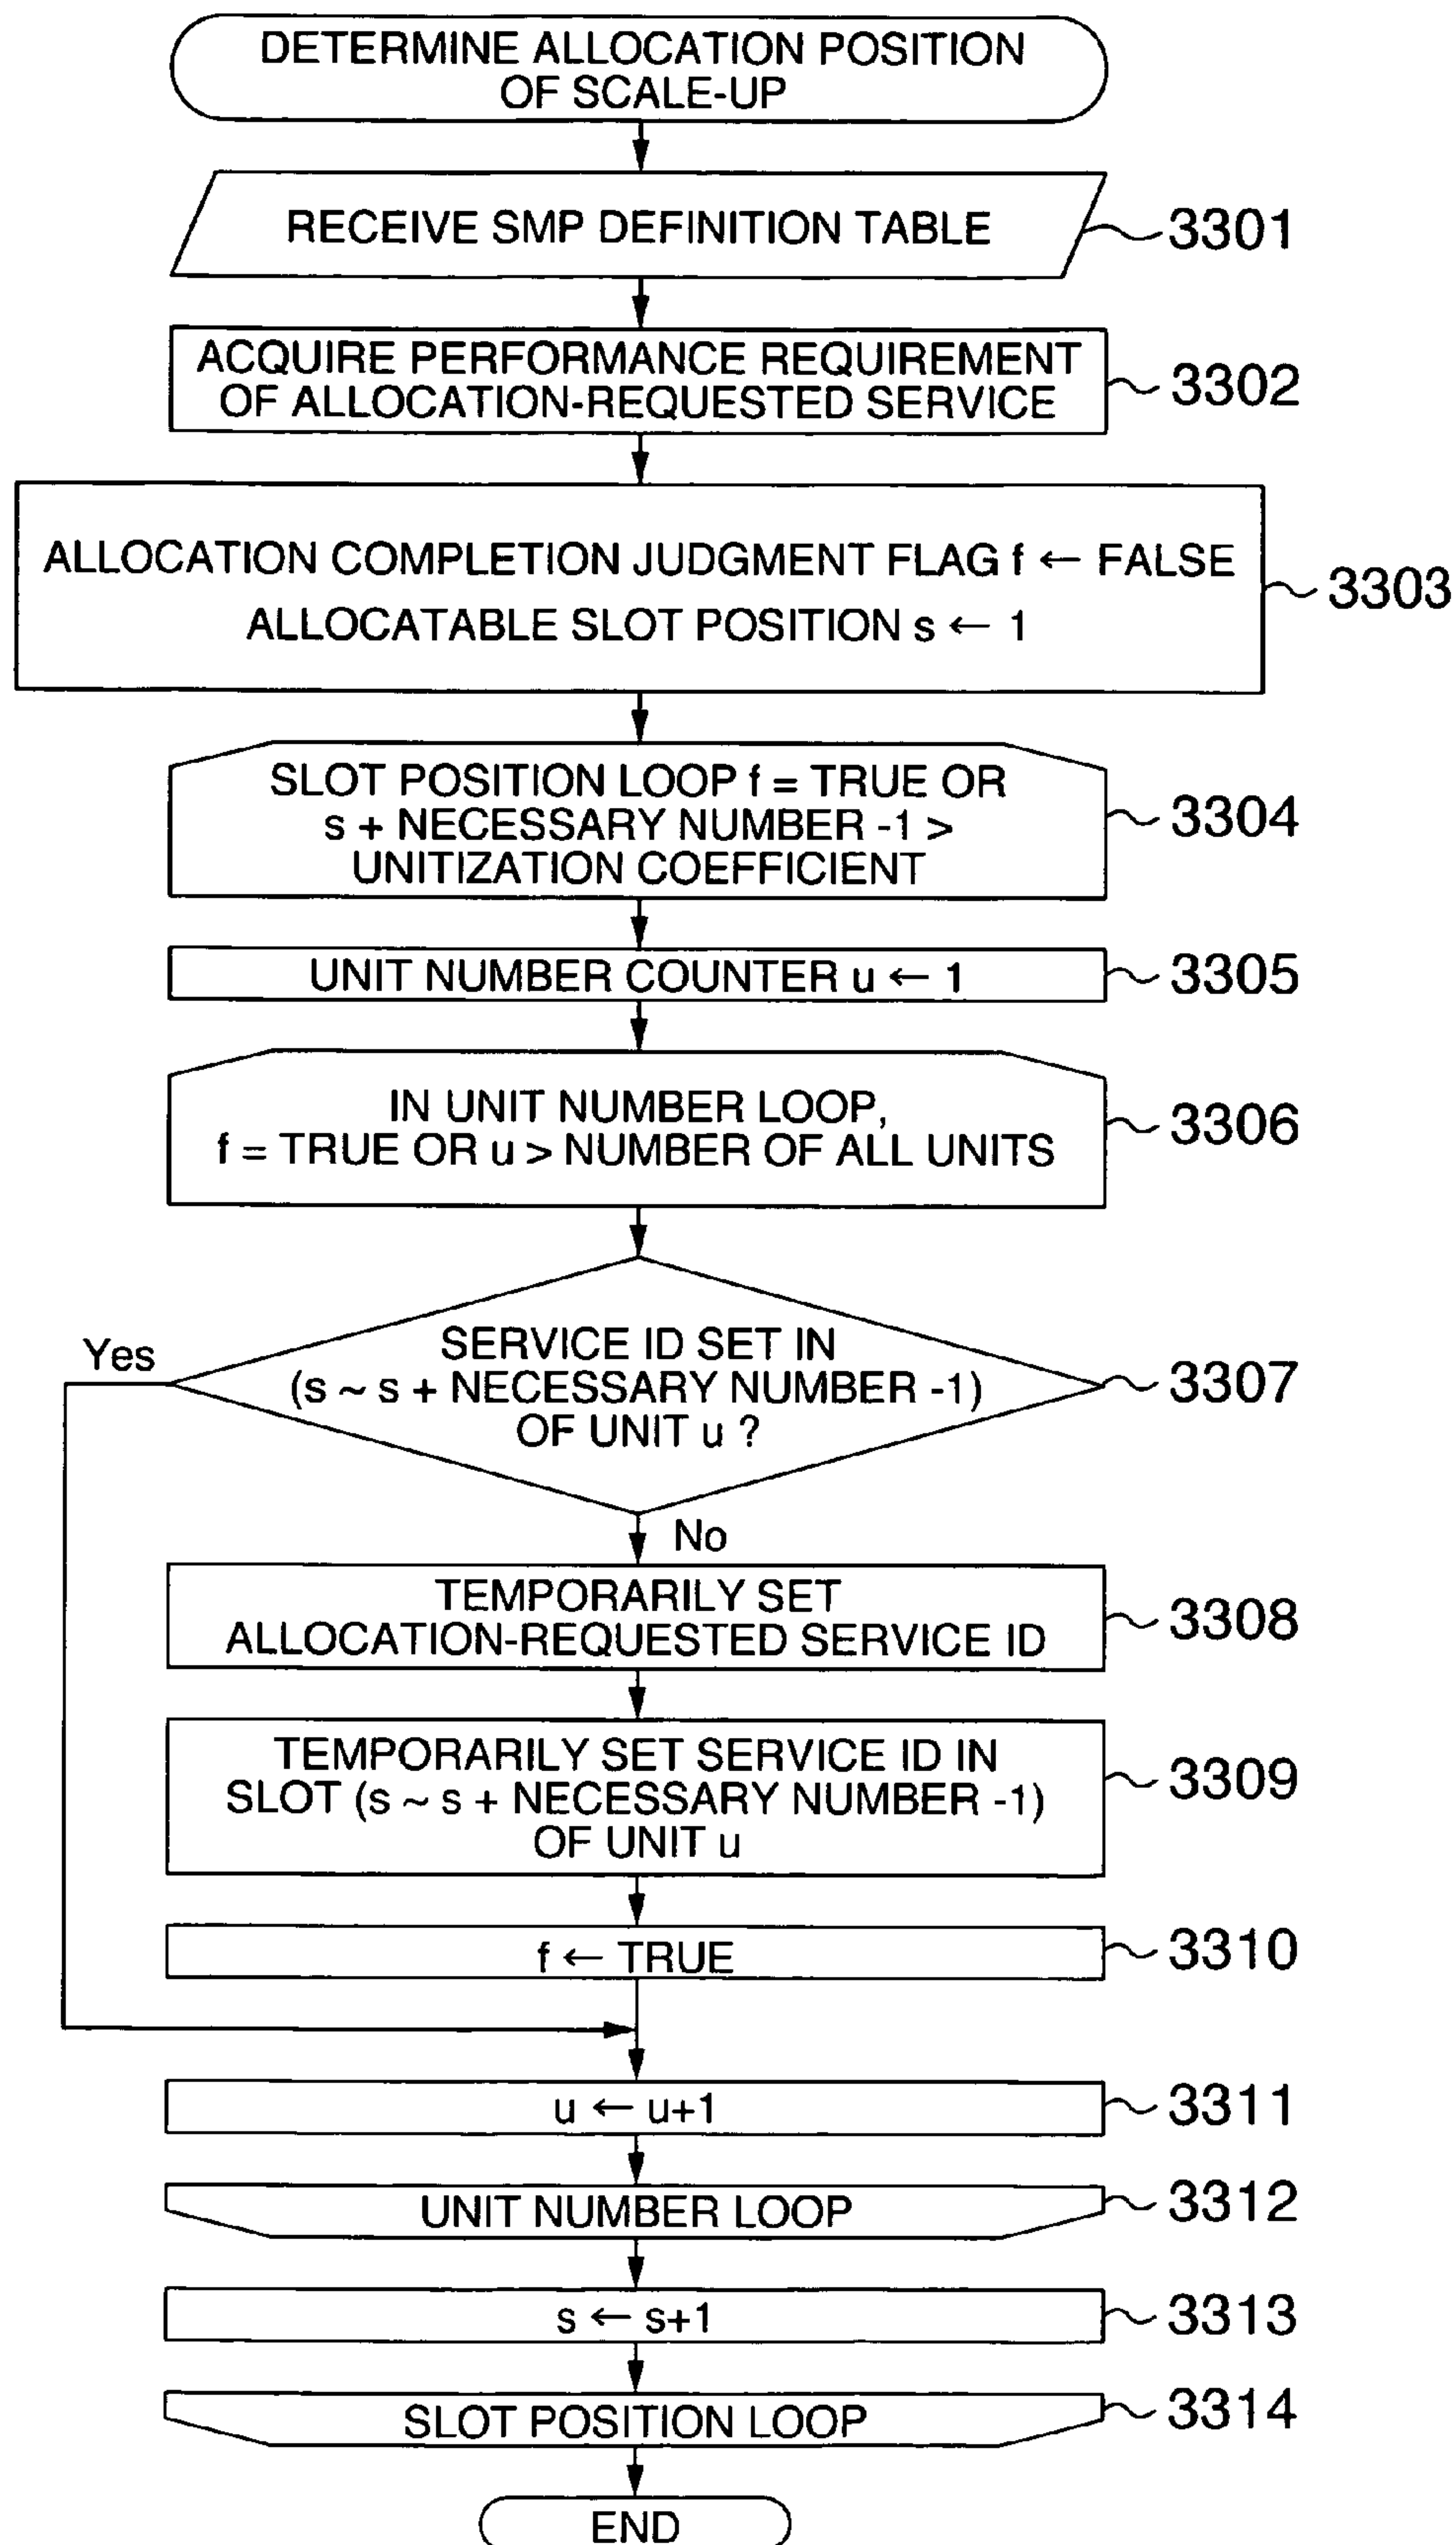 DETERMINE ALLOCATION POSITION
OF SCALE-UP
RECEIVE SMP DEFINITION TABLE
3301
ACQUIRE PERFORMANCE REQUIREMENT
OF ALLOCATION-REQUESTED SERVICE
3302
ALLOCATION COMPLETION JUDGMENT FLAG f ← FALSE
ALLOCATABLE SLOT POSITION s ← 1
3303
SLOT POSITION LOOP f = TRUE OR
s + NECESSARY NUMBER -1 >
UNITIZATION COEFFICIENT
3304
UNIT NUMBER COUNTER u ← 1
3305
IN UNIT NUMBER LOOP,
f = TRUE OR u > NUMBER OF ALL UNITS
3306
Yes
SERVICE ID SET IN
(s ~ s + NECESSARY NUMBER -1)
OF UNIT u ?
3307
No
TEMPORARILY SET
ALLOCATION-REQUESTED SERVICE ID
3308
TEMPORARILY SET SERVICE ID IN
SLOT (s ~ s + NECESSARY NUMBER -1)
OF UNIT u
3309
f ← TRUE
3310
u ← u+1
3311
UNIT NUMBER LOOP
3312
s ← s+1
3313
SLOT POSITION LOOP
3314
END